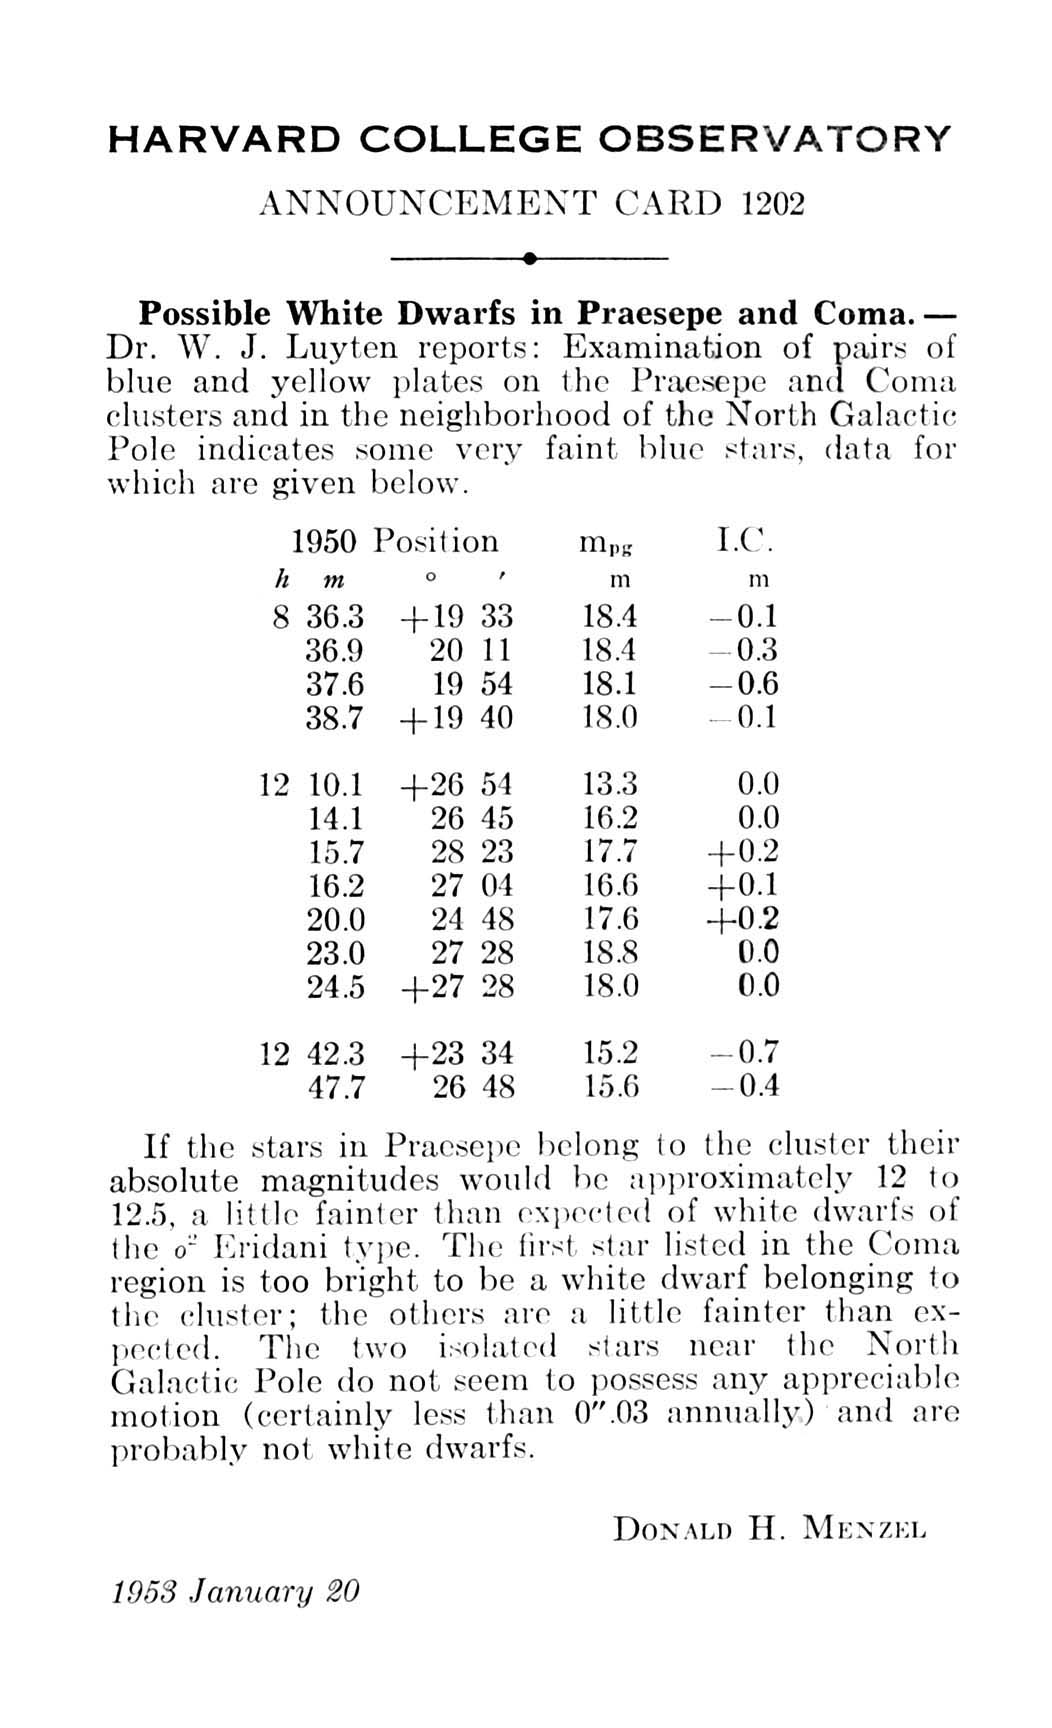 HARVARD COLLEGE OBSERVATORY
ANNOUNCEMENT CARD 1202
Possible White Dwarfs in Praesepe and Coma. —
Dr. W. J. Luyten reports: Examination of pairs of
blue and yellow plates on the Praesepe and Coma
clusters and in the neighborhood of the North Galactic
Pole indicates some very faint blue stars, data for
which are given below.
1950 Position m_pg I.C.
h m ° ′ m m
8 36.3 +19 33 18.4 −0.1
36.9 20 11 18.4 −0.3
37.6 19 54 18.1 −0.6
38.7 +19 40 18.0 −0.1
12 10.1 +26 54 13.3 0.0
14.1 26 45 16.2 0.0
15.7 28 23 17.7 +0.2
16.2 27 04 16.6 +0.1
20.0 24 48 17.6 +0.2
23.0 27 28 18.8 0.0
24.5 +27 28 18.0 0.0
12 42.3 +23 34 15.2 −0.7
47.7 26 48 15.6 −0.4
If the stars in Praesepe belong to the cluster their
absolute magnitudes would be approximately 12 to
12.5, a little fainter than expected of white dwarfs of
the o² Eridani type. The first star listed in the Coma
region is too bright to be a white dwarf belonging to
the cluster; the others are a little fainter than ex-
pected. The two isolated stars near the North
Galactic Pole do not seem to possess any appreciable
motion (certainly less than 0″.03 annually) and are
probably not white dwarfs.
DONALD H. MENZEL
1953 January 20